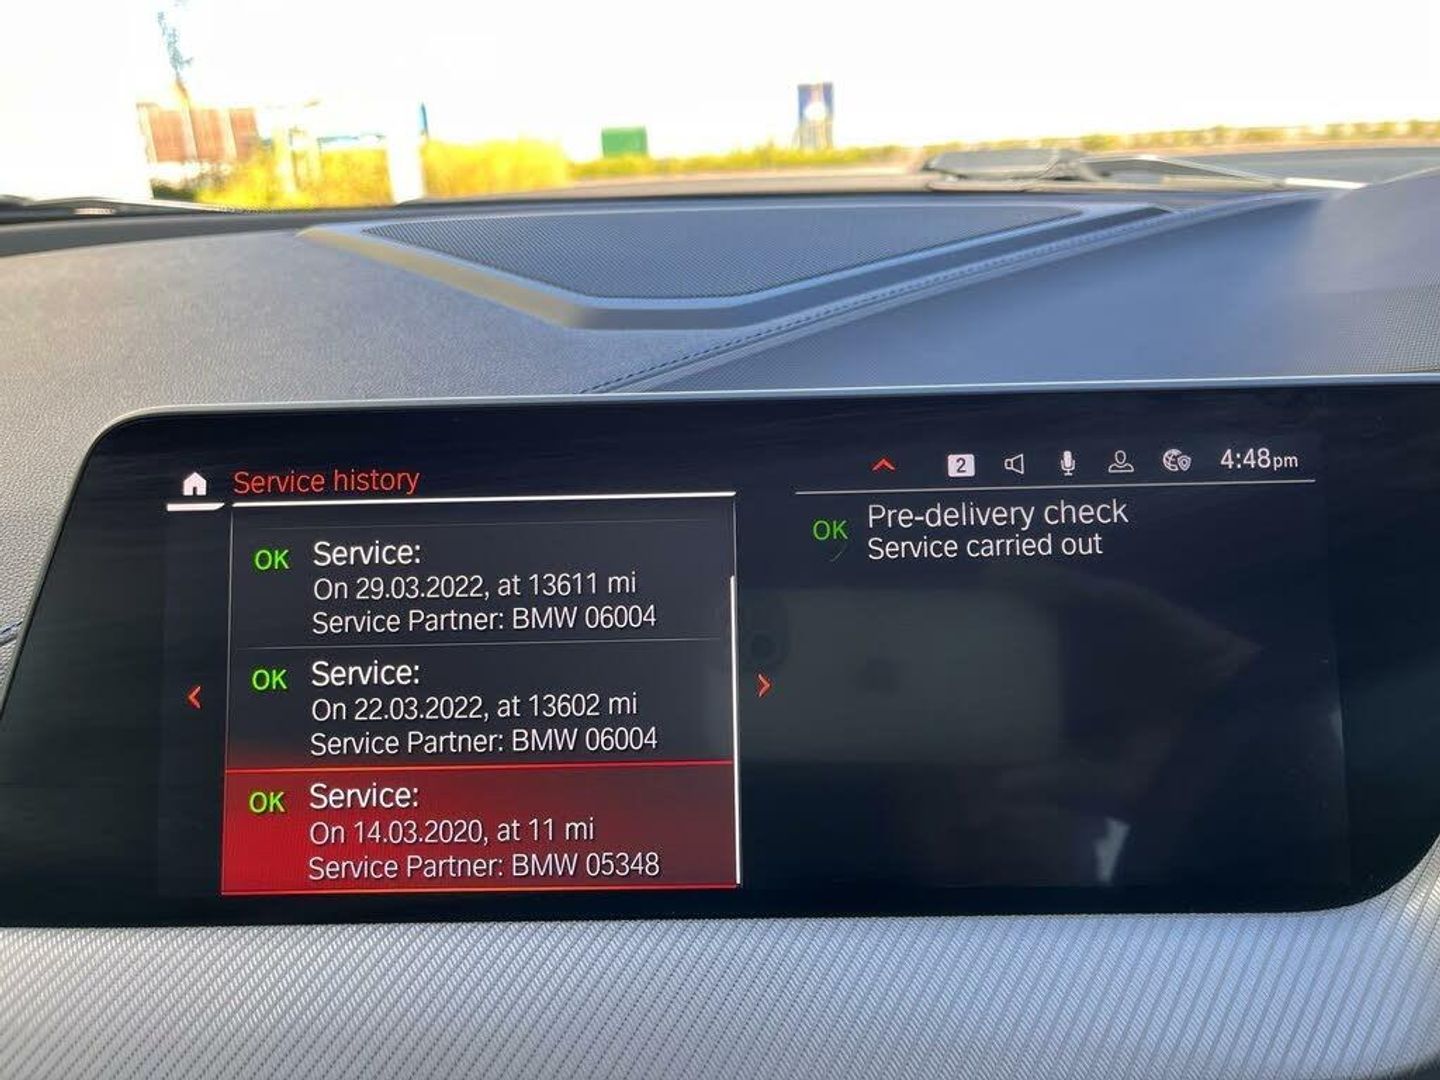 Service history
2
4:48pm
OK Service:
On 29.03.2022, at 13611 mi
Service Partner: BMW 06004
OK Service:
On 22.03.2022, at 13602 mi
Service Partner: BMW 06004
OK Service:
On 14.03.2020, at 11 mi
Service Partner: BMW 05348
OK Pre-delivery check
Service carried out